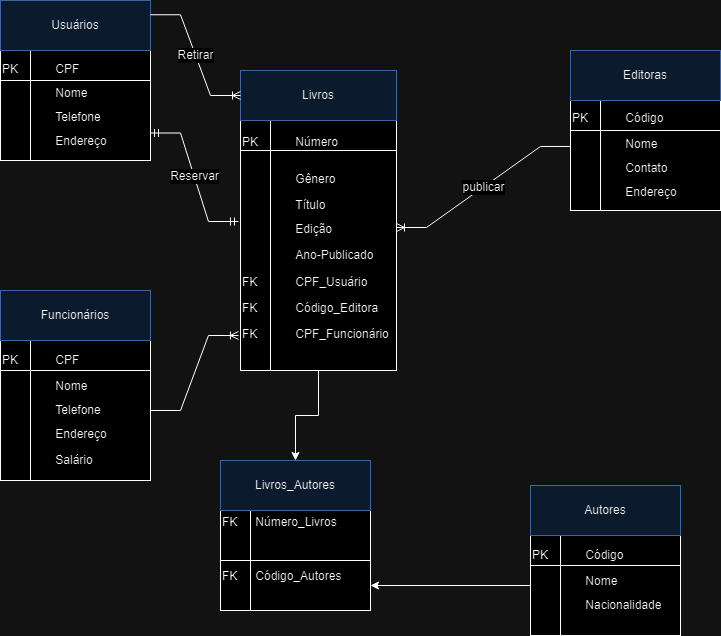 Usuários
PK CPF
Nome
Telefone
Endereço
Retirar
Reservar
Livros
PK Número
Gênero
Título
Edição
Ano-Publicado
FK CPF_Usuário
FK Código_Editora
FK CPF_Funcionário
publicar
Editoras
PK Código
Nome
Contato
Endereço
Funcionários
PK CPF
Nome
Telefone
Endereço
Salário
Livros_Autores
FK Número_Livros
FK Código_Autores
Autores
PK Código
Nome
Nacionalidade